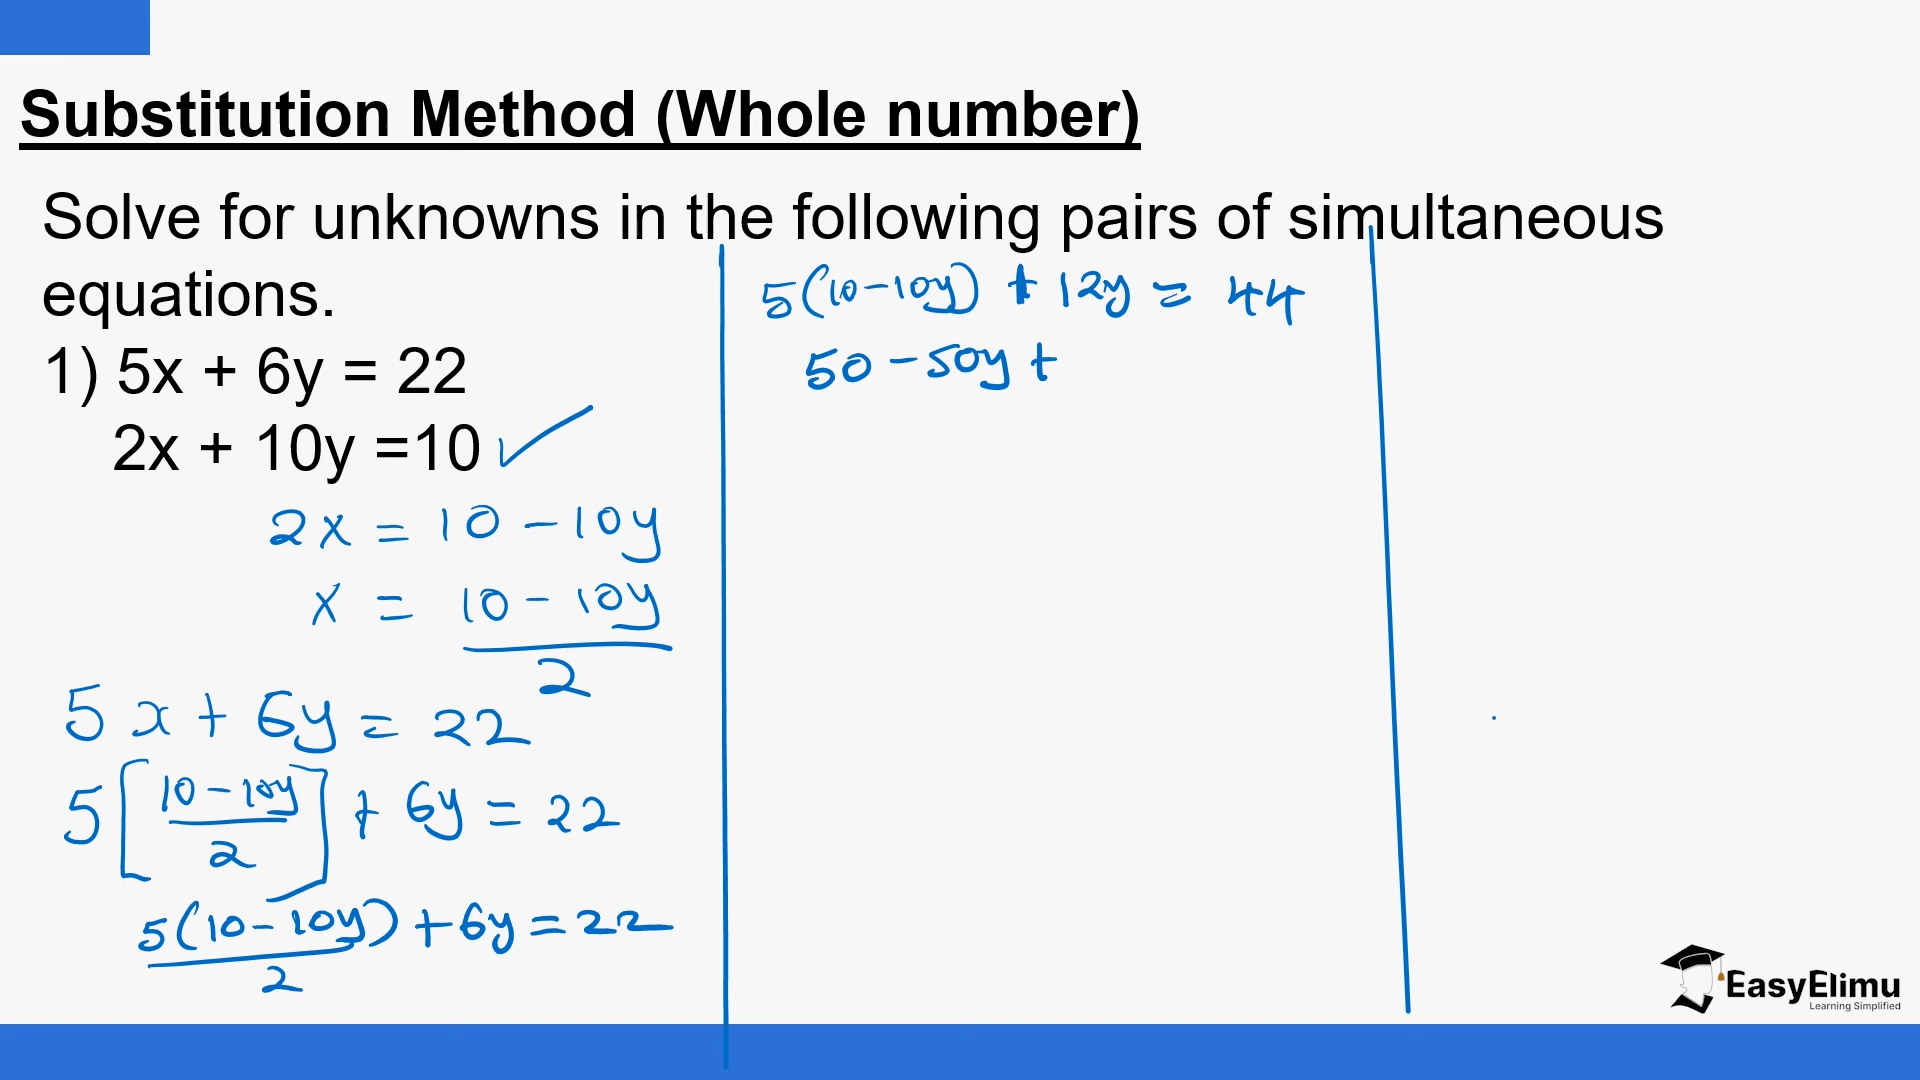 Substitution Method (Whole number)
Solve for unknowns in the following pairs of simultaneous
equations.
1) 5x + 6y = 22
2x + 10y =10 ✓
2x = 10 - 10y
x = 10 - 10y
2
5x + 6y = 22
5[10 - 10y
2] + 6y = 22
5(10 - 10y) + 6y = 22
2
5(10 - 10y) + 12y = 44
50 - 50y +
EasyElimu
Learning Simplified